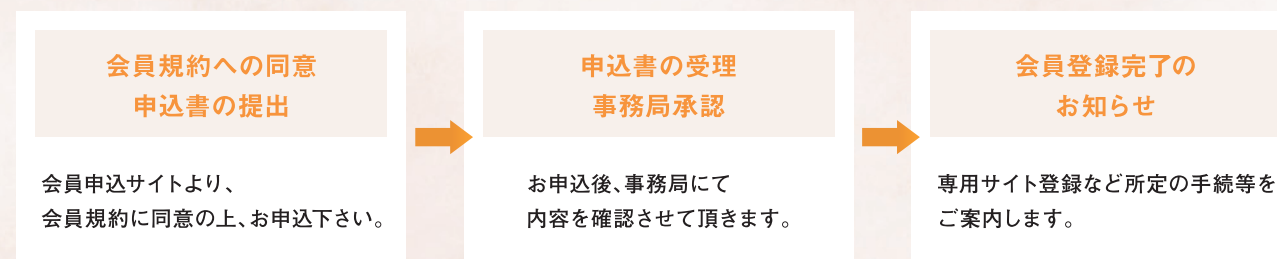 会員規約への同意
申込書の提出
会員申込サイトより、
会員規約に同意の上、お申込下さい。
申込書の受理
事務局承認
お申込後、事務局にて
内容を確認させて頂きます。
会員登録完了の
お知らせ
専用サイト登録など所定の手続等を
ご案内します。